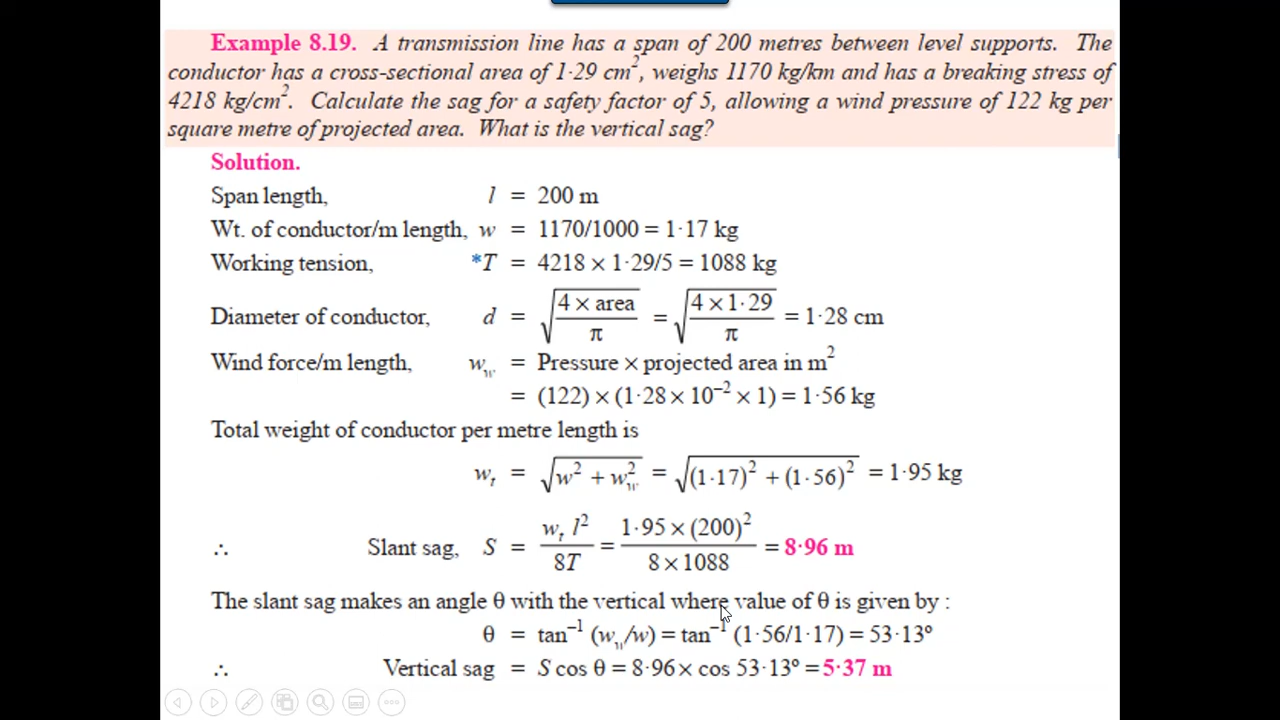 Example 8.19. A transmission line has a span of 200 metres between level supports. The
conductor has a cross-sectional area of 1·29 cm², weighs 1170 kg/km and has a breaking stress of
4218 kg/cm². Calculate the sag for a safety factor of 5, allowing a wind pressure of 122 kg per
square metre of projected area. What is the vertical sag?
Solution.
Span length, l = 200 m
Wt. of conductor/m length, w = 1170/1000 = 1·17 kg
Working tension, *T = 4218 × 1·29/5 = 1088 kg
Diameter of conductor, d = √(4 × area / π) = √(4 × 1·29 / π) = 1·28 cm
Wind force/m length, w_w = Pressure × projected area in m²
= (122) × (1·28 × 10⁻² × 1) = 1·56 kg
Total weight of conductor per metre length is
w_t = √(w² + w_w²) = √((1·17)² + (1·56)²) = 1·95 kg
∴ Slant sag, S = w_t l² / 8T = 1·95 × (200)² / 8 × 1088 = 8·96 m
The slant sag makes an angle θ with the vertical where value of θ is given by :
θ = tan⁻¹ (w_w/w) = tan⁻¹ (1·56/1·17) = 53·13º
∴ Vertical sag = S cos θ = 8·96 × cos 53·13º = 5·37 m